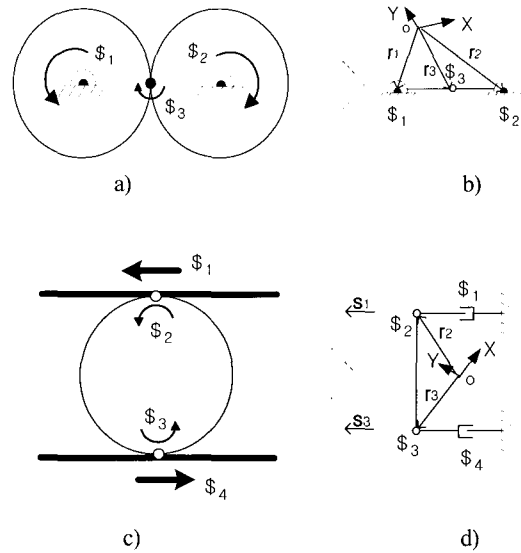 $1 $2 $3
a)
Y X
o
r1 r3 r2
$3
$1 $2
b)
$1
$2
$3
$4
c)
s1 $1
$2 r2
X
Y o
r3
s3
$3 $4
d)